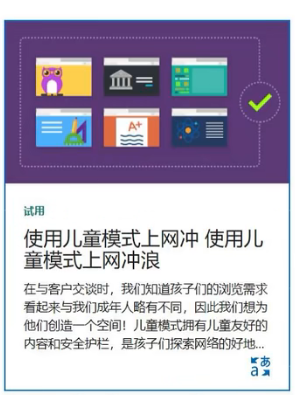 A+
试用
使用儿童模式上网冲 使用儿
童模式上网冲浪
在与客户交谈时，我们知道孩子们的浏览需求
看起来与我们成年人略有不同，因此我们想为
他们创造一个空间！儿童模式拥有儿童友好的
内容和安全护栏，是孩子们探索网络的好地...
あ
a